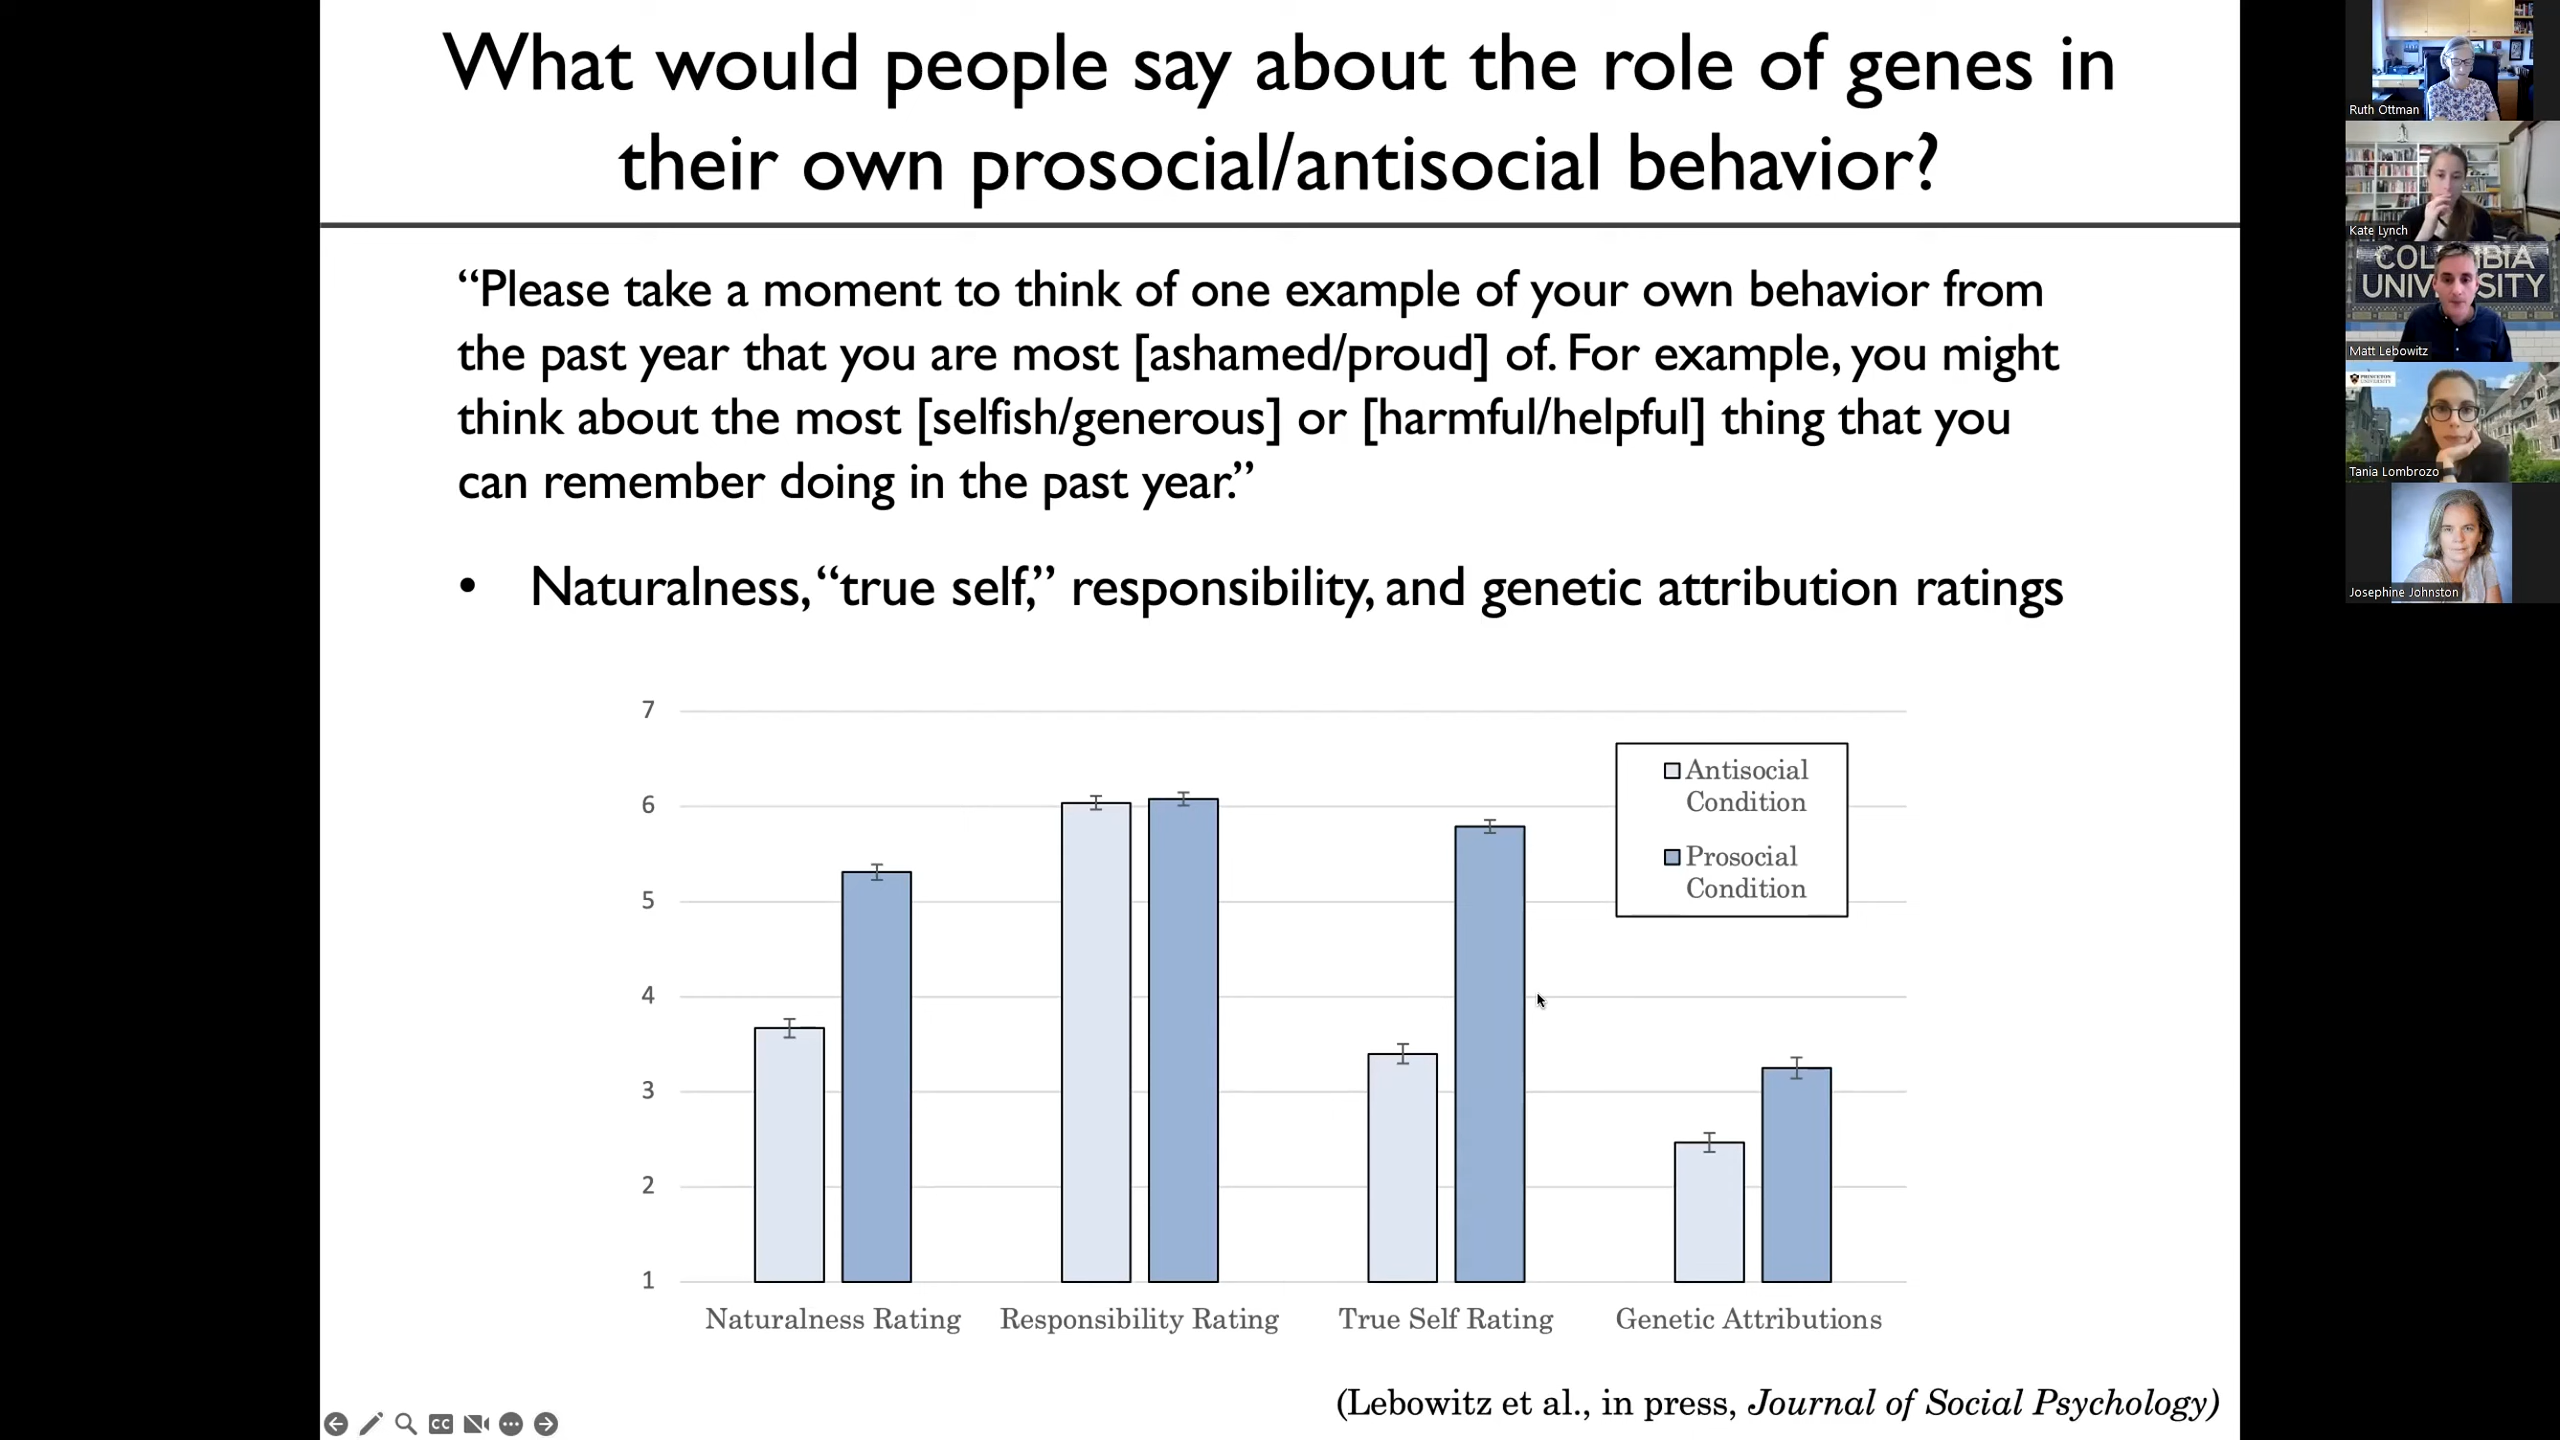 What would people say about the role of genes in
their own prosocial/antisocial behavior?
“Please take a moment to think of one example of your own behavior from
the past year that you are most [ashamed/proud] of. For example, you might
think about the most [selfish/generous] or [harmful/helpful] thing that you
can remember doing in the past year.”
• Naturalness, “true self,” responsibility, and genetic attribution ratings
7
6
5
4
3
2
1
Antisocial
Condition
Prosocial
Condition
Naturalness Rating
Responsibility Rating
True Self Rating
Genetic Attributions
(Lebowitz et al., in press, Journal of Social Psychology)
CC
Ruth Ottman
Kate Lynch
COLUMBIA
UNIVERSITY
Matt Lebowitz
PRINCETON
UNIVERSITY
Tania Lombrozo
Josephine Johnston